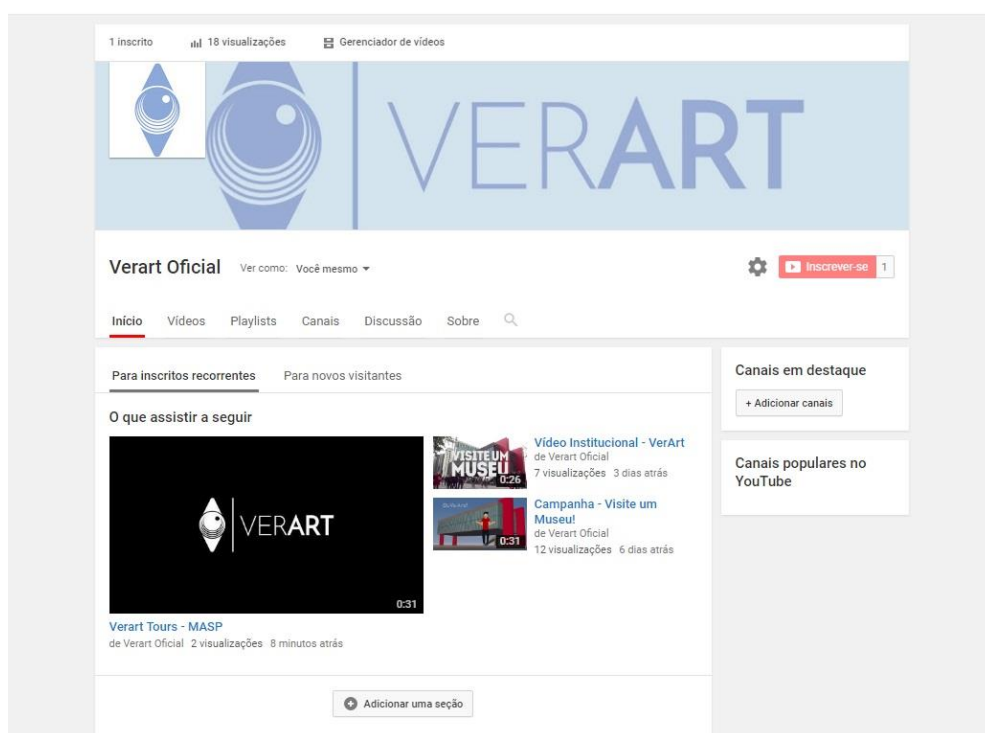 1 inscrito 18 visualizações Gerenciador de vídeos
VERART
Verart Oficial Ver como: Você mesmo
Inscrever-se 1
Início Vídeos Playlists Canais Discussão Sobre
Para inscritos recorrentes Para novos visitantes
O que assistir a seguir
VERART
0:31
Verart Tours - MASP
de Verart Oficial 2 visualizações 8 minutos atrás
VISITE UM
MUSEU
0:26
Vídeo Institucional - VerArt
de Verart Oficial
7 visualizações 3 dias atrás
0:31
Campanha - Visite um
Museu!
de Verart Oficial
12 visualizações 6 dias atrás
Adicionar uma seção
Canais em destaque
+ Adicionar canais
Canais populares no
YouTube